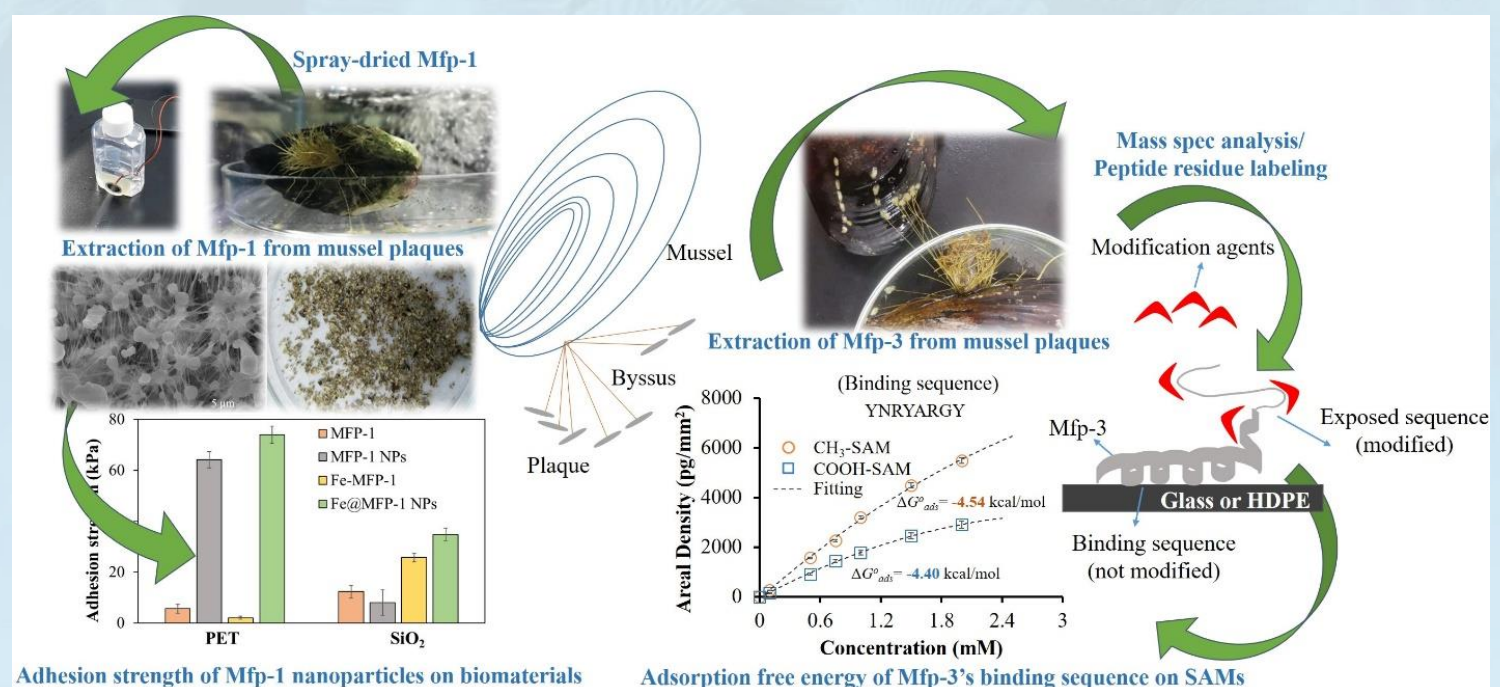 Spray-dried Mfp-1
Extraction of Mfp-1 from mussel plaques
5 μm
Mussel
Byssus
Plaque
80
60
20
0
Adhesion (kPa)
MFP-1
MFP-1 NPs
Fe-MFP-1
Fe@MFP-1 NPs
PET
SiO₂
Adhesion strength of Mfp-1 nanoparticles on biomaterials
Extraction of Mfp-3 from mussel plaques
Mass spec analysis/
Peptide residue labeling
Modification agents
Exposed sequence
(modified)
Mfp-3
Glass or HDPE
Binding sequence
(not modified)
(Binding sequence)
YNRYARGY
8000
6000
4000
2000
0
Areal Density (pg/mm²)
CH₃-SAM
COOH-SAM
Fitting
ΔG°ads= -4.54 kcal/mol
ΔG°ads= -4.40 kcal/mol
0 0.6 1.2 1.8 2.4 3
Concentration (mM)
Adsorption free energy of Mfp-3's binding sequence on SAMs